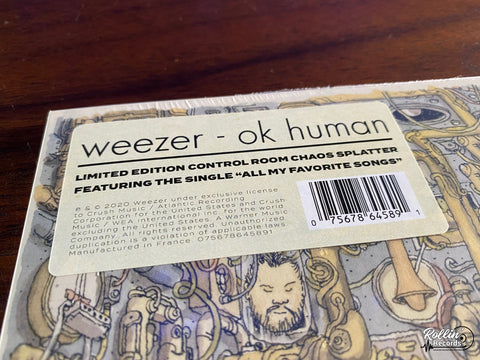 weezer - ok human
LIMITED EDITION CONTROL ROOM CHAOS SPLATTER
FEATURING THE SINGLE "ALL MY FAVORITE SONGS"
℗ & © 2020 Weezer under exclusive license
to Crush Music / Atlantic Recording
Corporation for the United States and Crush
Music / WEA International Inc. for the world
excluding the United States. A Warner Music
Company. All rights reserved. Unauthorized
duplication is a violation of applicable laws
Manufactured in France 075678645891
0 75678 64589 1
Rollin'
Records